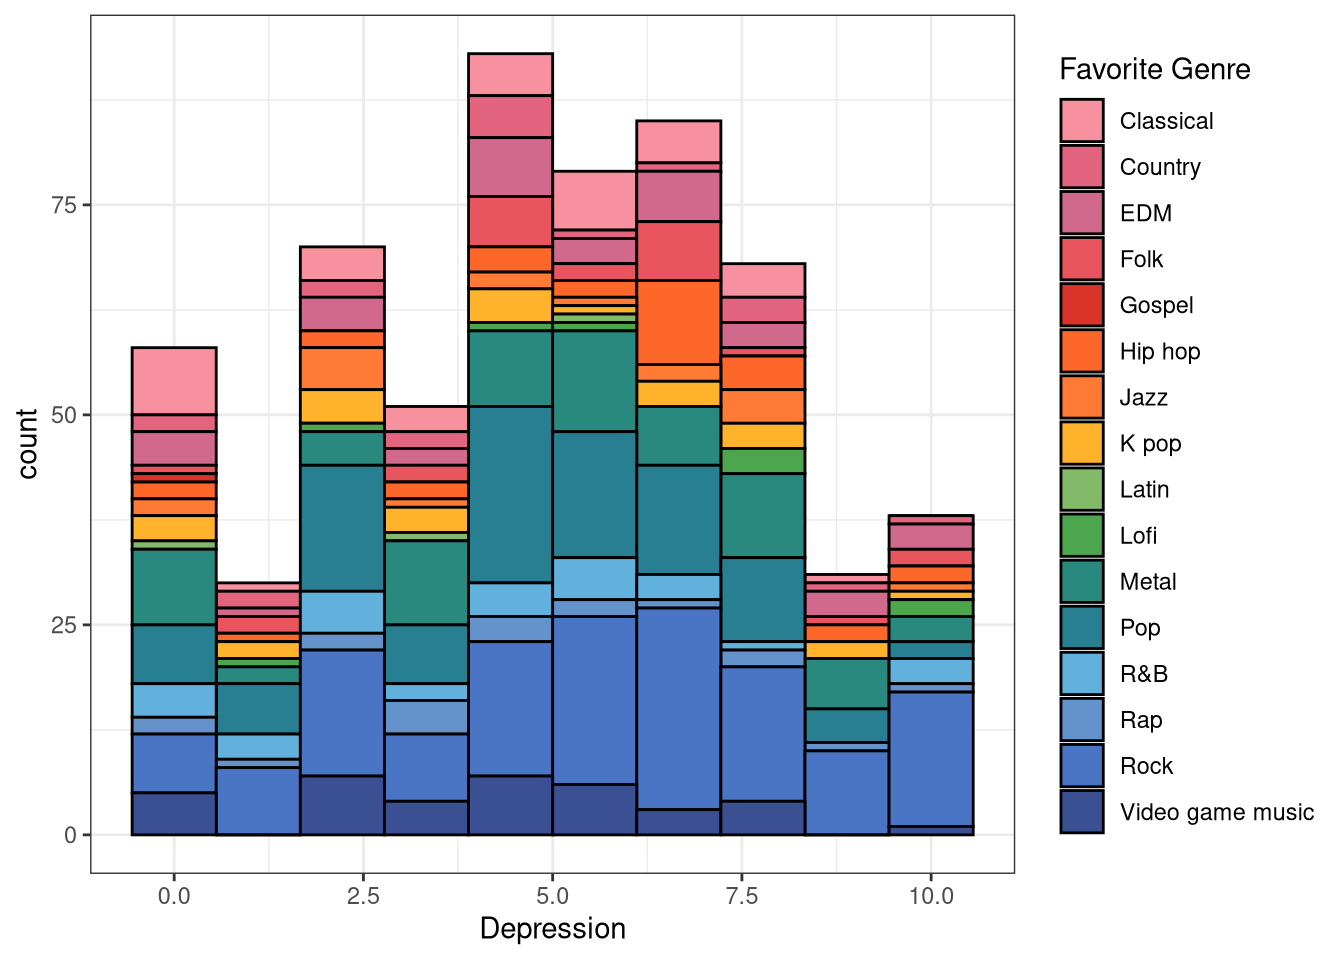 count
75
50
25
0
0.0 2.5 5.0 7.5 10.0
Depression
Favorite Genre
Classical
Country
EDM
Folk
Gospel
Hip hop
Jazz
K pop
Latin
Lofi
Metal
Pop
R&B
Rap
Rock
Video game music